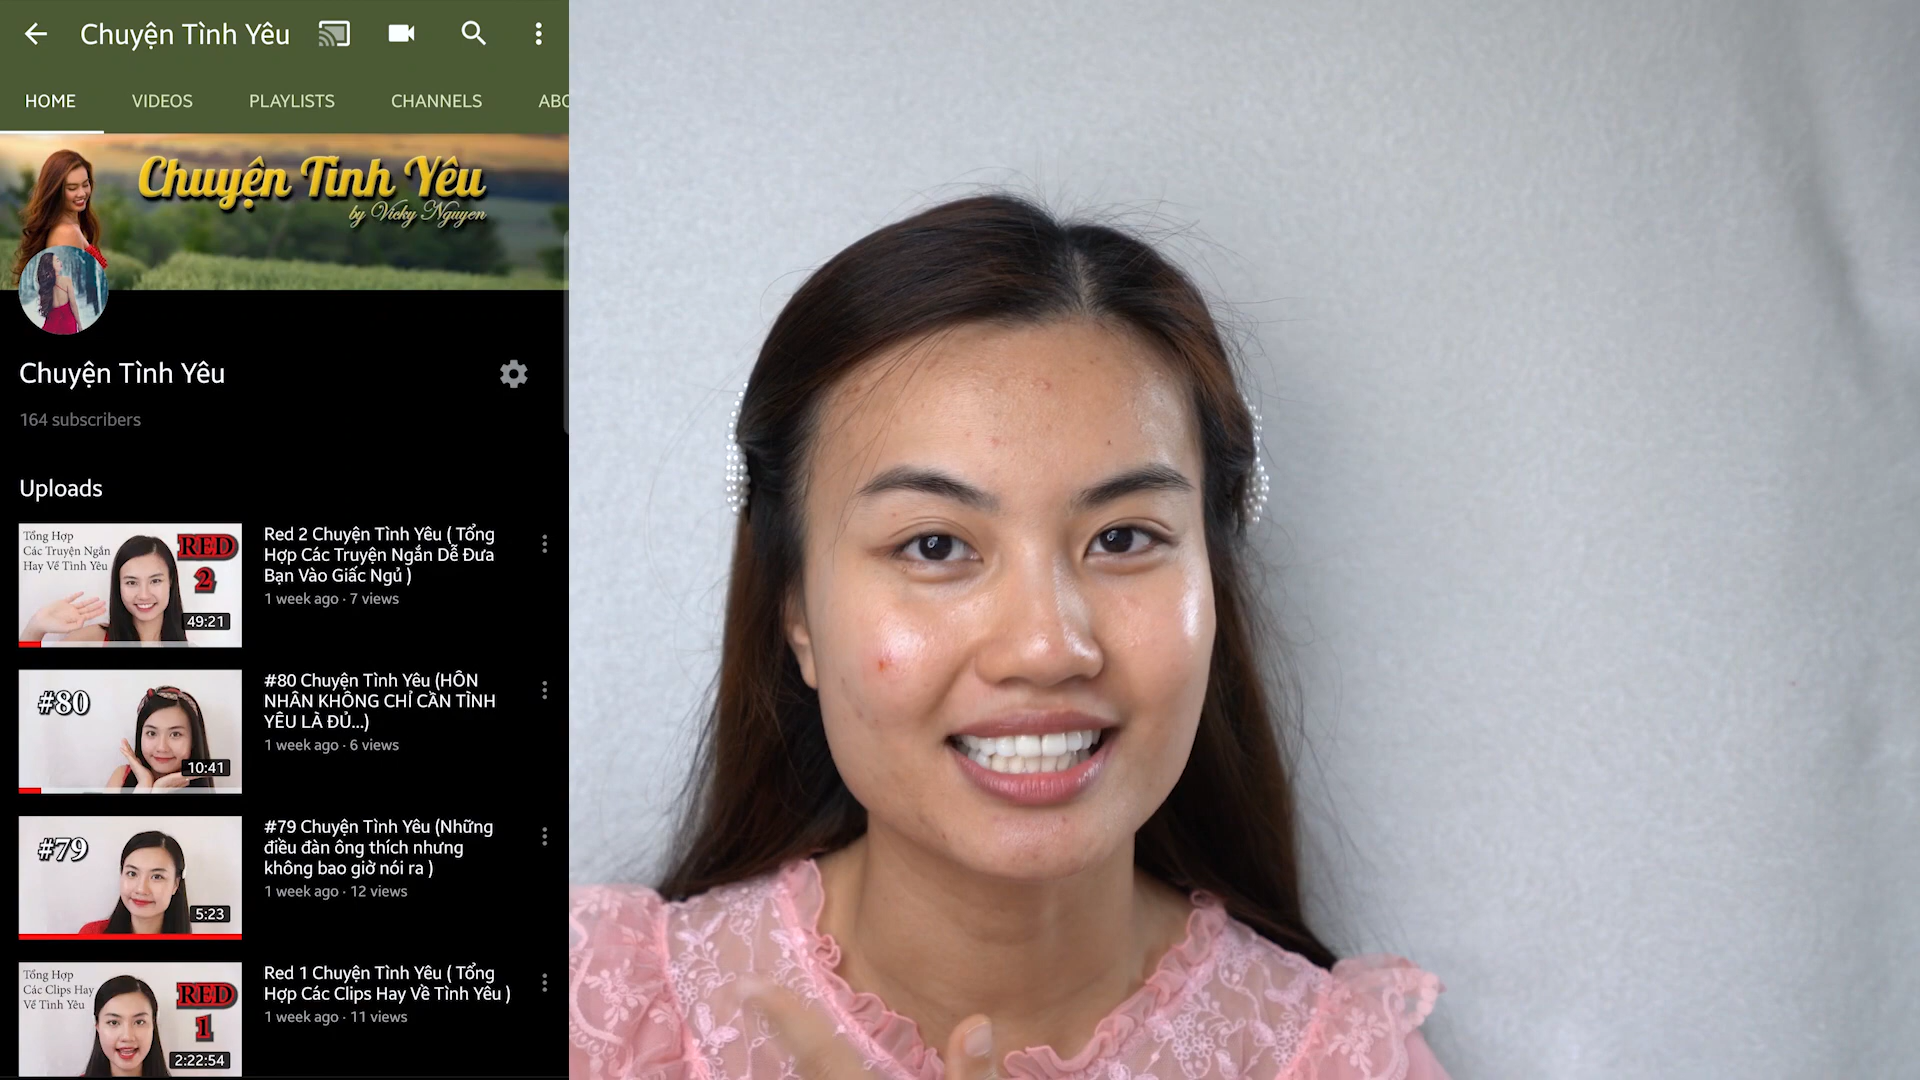 Chuyện Tình Yêu
HOME VIDEOS PLAYLISTS CHANNELS ABC
Chuyện Tình Yêu
by Vicky Nguyen
Chuyện Tình Yêu
164 subscribers
Uploads
Tổng Hợp
Các Truyện Ngắn
Hay Về Tình Yêu
RED
2
49:21
Red 2 Chuyện Tình Yêu ( Tổng
Hợp Các Truyện Ngắn Dễ Đưa
Bạn Vào Giấc Ngủ )
1 week ago · 7 views
#80
10:41
#80 Chuyện Tình Yêu (HÔN
NHÂN KHÔNG CHỈ CẦN TÌNH
YÊU LÀ ĐỦ...)
1 week ago · 6 views
#79
5:23
#79 Chuyện Tình Yêu (Những
điều đàn ông thích nhưng
không bao giờ nói ra )
1 week ago · 12 views
Tổng Hợp
Các Clips Hay
Về Tình Yêu
RED
1
2:22:54
Red 1 Chuyện Tình Yêu ( Tổng
Hợp Các Clips Hay Về Tình Yêu )
1 week ago · 11 views